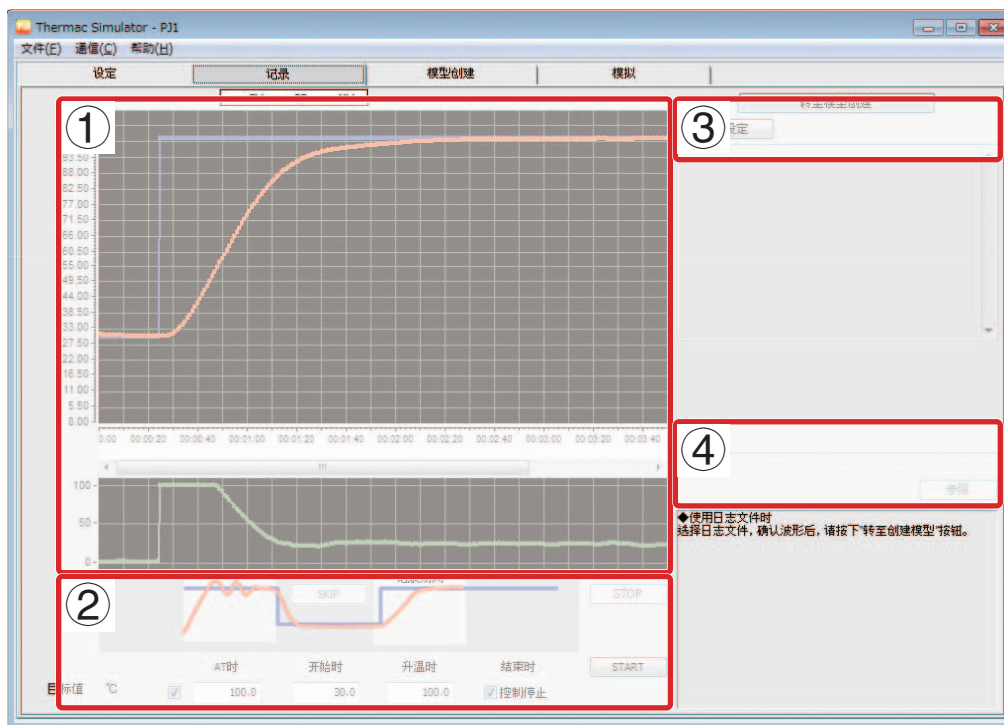 Thermac Simulator - PJ1
文件(F) 通信(C) 帮助(H)
设定 记录 模型创建 模拟
①
93.50
88.00
82.50
77.00
71.50
66.00
60.50
55.00
49.50
44.00
38.50
33.00
27.50
22.00
16.50
11.00
5.50
0.00
0.00 00:00:20 00:00:40 00:01:00 00:01:20 00:01:40 00:02:00 00:02:20 00:02:40 00:03:00 00:03:20 00:03:40
100
50
0
②
SKIP STOP
AT时 开始时 升温时 结束时 START
目标值 ℃ 100.0 30.0 100.0 控制停止
③
转至模型创建
设定
④
参照
◆使用日志文件时
选择日志文件，确认波形后，请按下"转至创建模型"按钮。